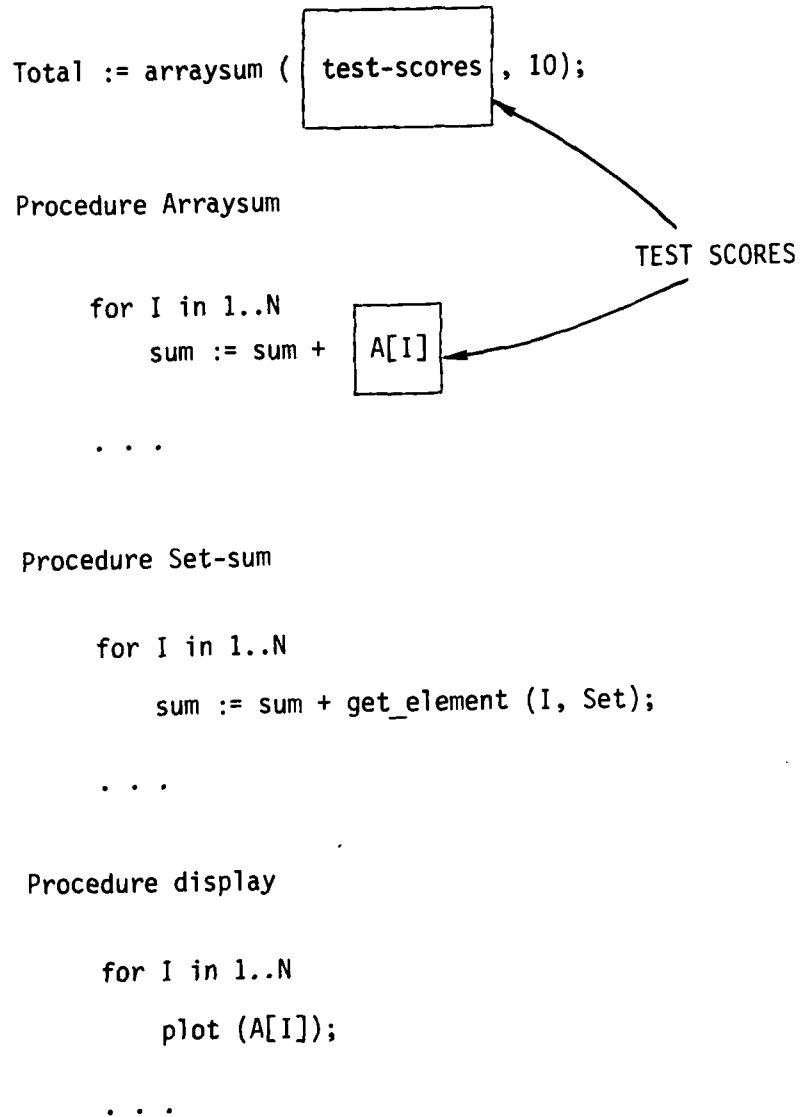 Total := arraysum ( test-scores , 10);
Procedure Arraysum
TEST SCORES
for I in 1..N
sum := sum + A[I]
. . .
Procedure Set-sum
for I in 1..N
sum := sum + get_element (I, Set);
. . .
Procedure display
for I in 1..N
plot (A[I]);
. . .